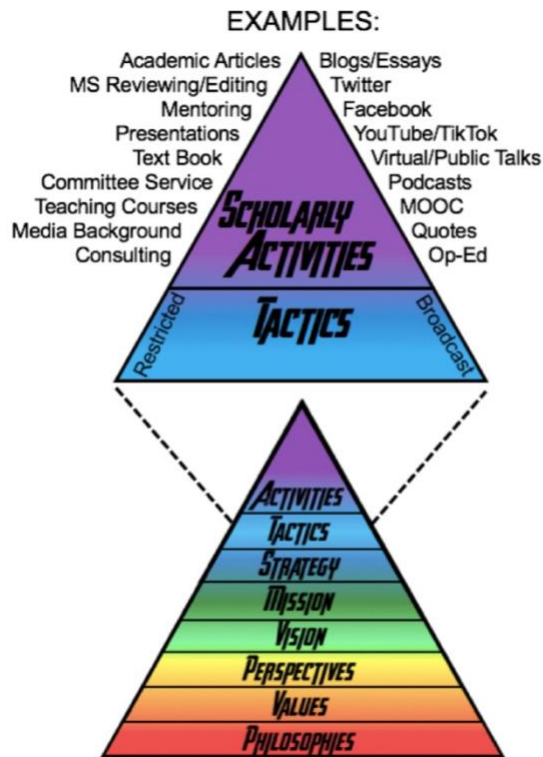 EXAMPLES:
Academic Articles
MS Reviewing/Editing
Mentoring
Presentations
Text Book
Committee Service
Teaching Courses
Media Background
Consulting
Blogs/Essays
Twitter
Facebook
YouTube/TikTok
Virtual/Public Talks
Podcasts
MOOC
Quotes
Op-Ed
SCHOLARLY
ACTIVITIES
TACTICS
Restricted
Broadcast
ACTIVITIES
TACTICS
STRATEGY
MISSION
VISION
PERSPECTIVES
VALUES
PHILOSOPHIES